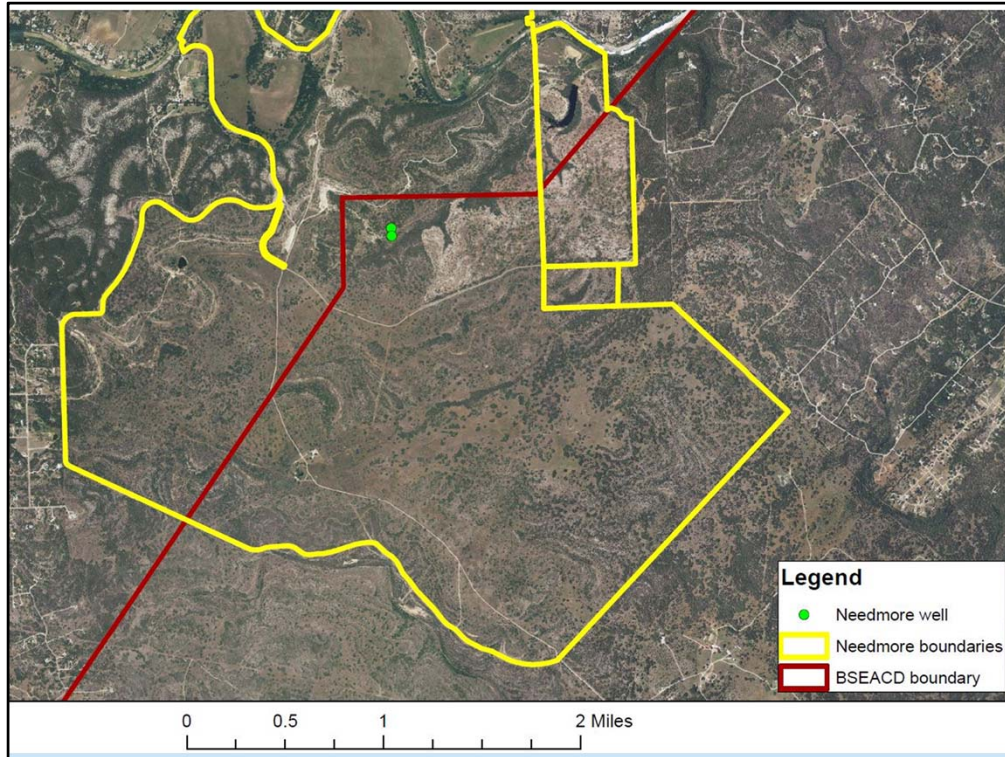 Legend
Needmore well
Needmore boundaries
BSEACD boundary
0 0.5 1 2 Miles